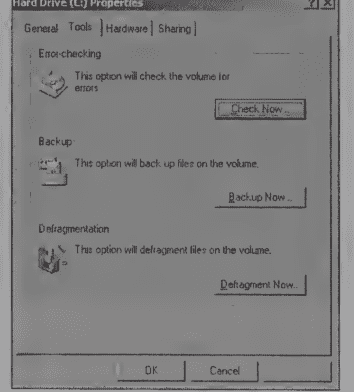 Hard Drive (C:) Properties
General Tools Hardware Sharing
Error-checking
This option will check the volume for
errors
Check Now...
Backup
This option will back up files on the volume.
Backup Now...
Defragmentation
This option will defragment files on the volume.
Defragment Now..
OK Cancel